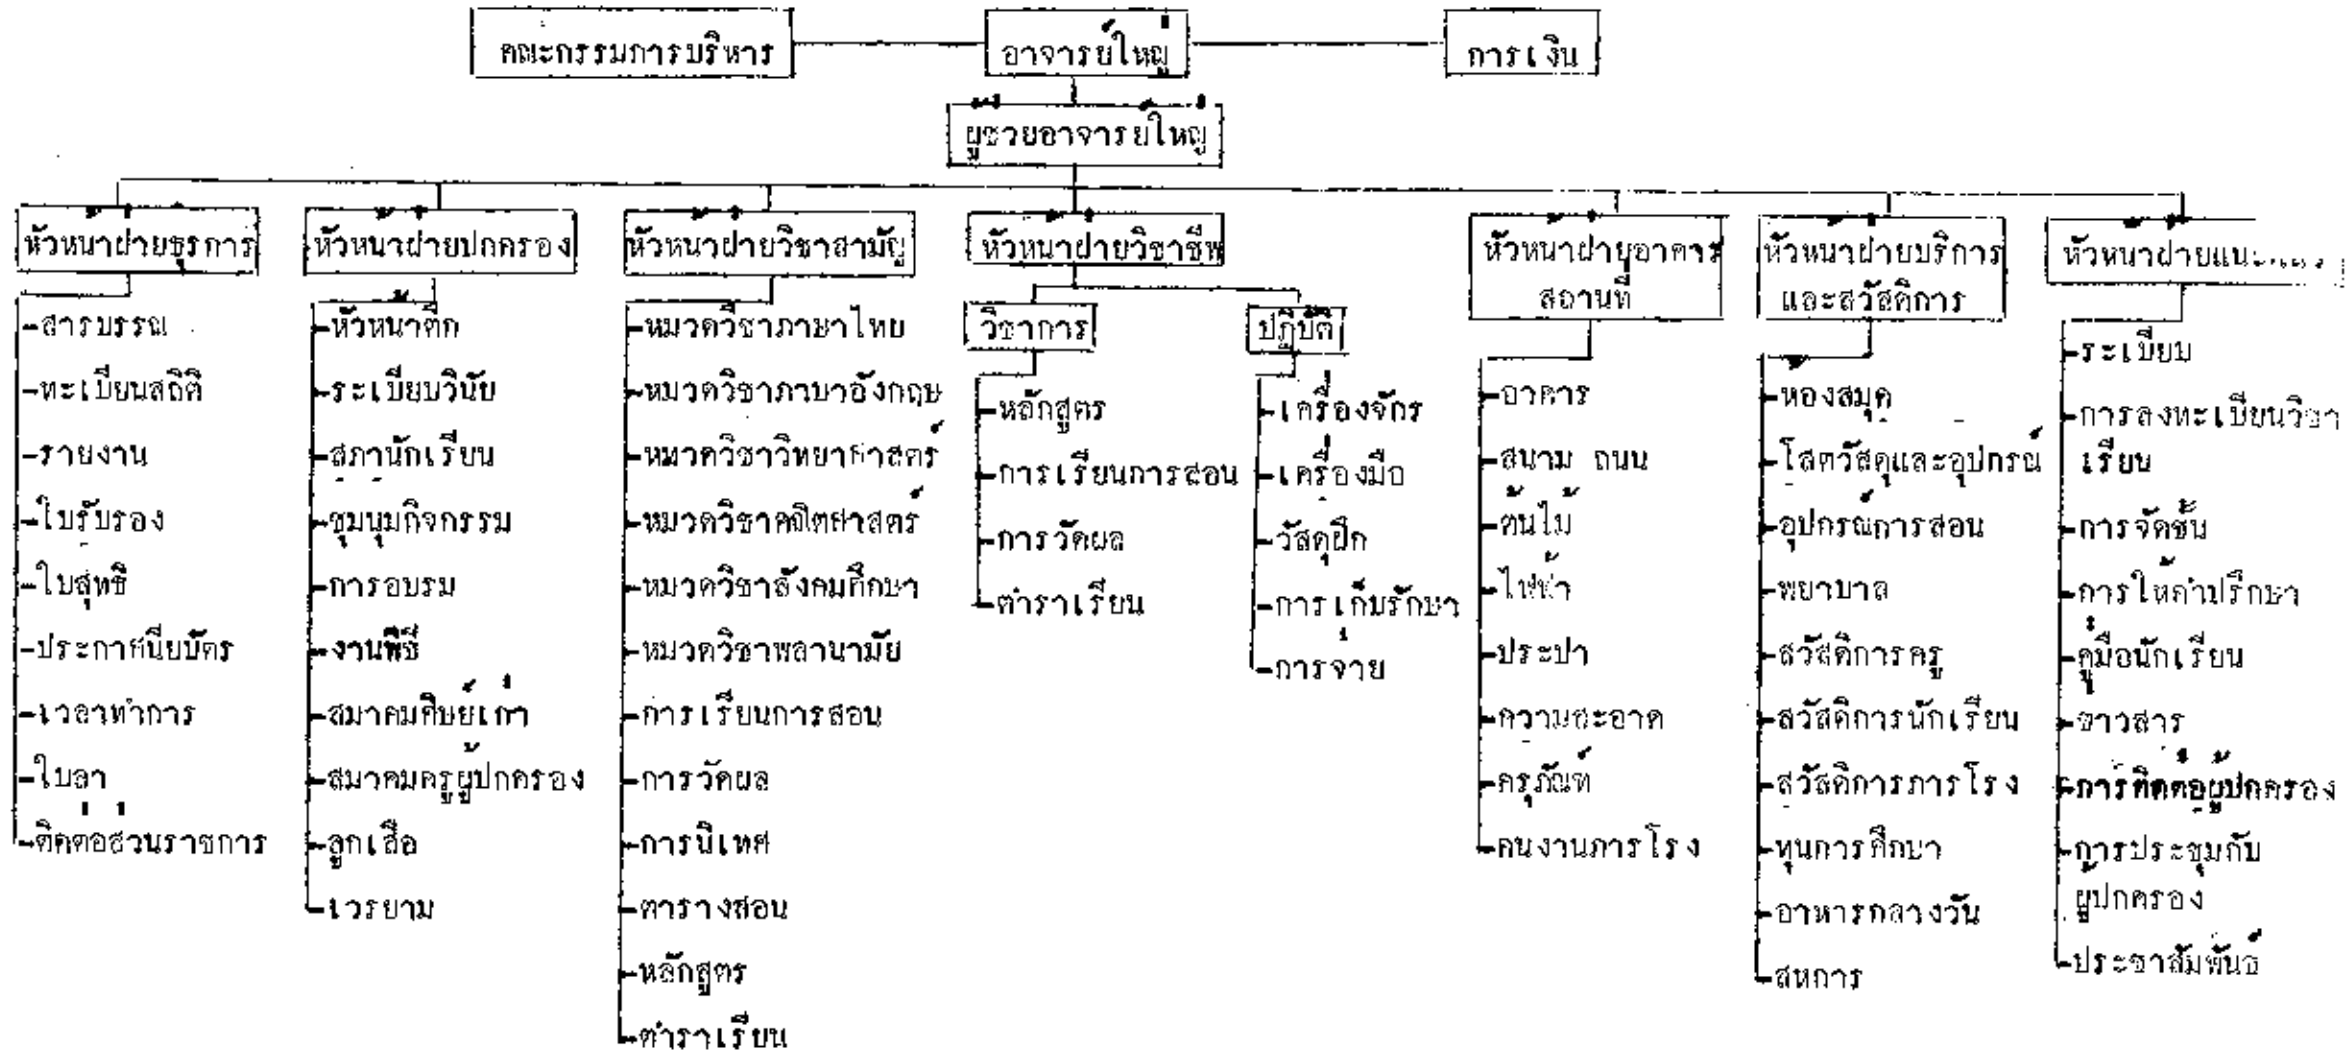 คณะกรรมการบริหาร
อาจารย์ใหญ่
การเงิน
ผู้ช่วยอาจารย์ใหญ่
หัวหน้าฝ่ายธุรการ
-สารบรรณ
-ทะเบียนสถิติ
-รายงาน
-ใบรับรอง
-ใบสุทธิ
-ประกาศนียบัตร
-เวลาทำการ
-ใบลา
-ติดต่อส่วนราชการ
หัวหน้าฝ่ายปกครอง
-หัวหน้าตึก
-ระเบียบวินัย
-สภานักเรียน
-ชุมนุมกิจกรรม
-การอบรม
-งานพิธี
-สมาคมศิษย์เก่า
-สมาคมครูผู้ปกครอง
-ลูกเสือ
-เวรยาม
หัวหน้าฝ่ายวิชาสามัญ
-หมวดวิชาภาษาไทย
-หมวดวิชาภาษาอังกฤษ
-หมวดวิชาวิทยาศาสตร์
-หมวดวิชาคณิตศาสตร์
-หมวดวิชาสังคมศึกษา
-หมวดวิชาพลานามัย
-การเรียนการสอน
-การวัดผล
-การนิเทศ
-ตารางสอน
-หลักสูตร
-ตำราเรียน
หัวหน้าฝ่ายวิชาชีพ
วิชาการ
-หลักสูตร
-การเรียนการสอน
-การวัดผล
-ตำราเรียน
ปฏิบัติ
-เครื่องจักร
-เครื่องมือ
-วัสดุฝึก
-การเก็บรักษา
-การจ่าย
หัวหน้าฝ่ายอาคาร
สถานที่
-อาคาร
-สนาม ถนน
-ต้นไม้
-ไฟฟ้า
-ประปา
-ความสะอาด
-ครุภัณฑ์
-คนงานภารโรง
หัวหน้าฝ่ายบริการ
และสวัสดิการ
-ห้องสมุด
-โสตวัสดุและอุปกรณ์
-อุปกรณ์การสอน
-พยาบาล
-สวัสดิการครู
-สวัสดิการนักเรียน
-สวัสดิการภารโรง
-ทุนการศึกษา
-อาหารกลางวัน
-สหการ
หัวหน้าฝ่ายแนะแนว
-ระเบียบ
-การลงทะเบียนวิชา
เรียน
-การจัดชั้น
-การให้คำปรึกษา
-คู่มือนักเรียน
-ข่าวสาร
-การติดต่อผู้ปกครอง
-การประชุมกับ
ผู้ปกครอง
-ประชาสัมพันธ์